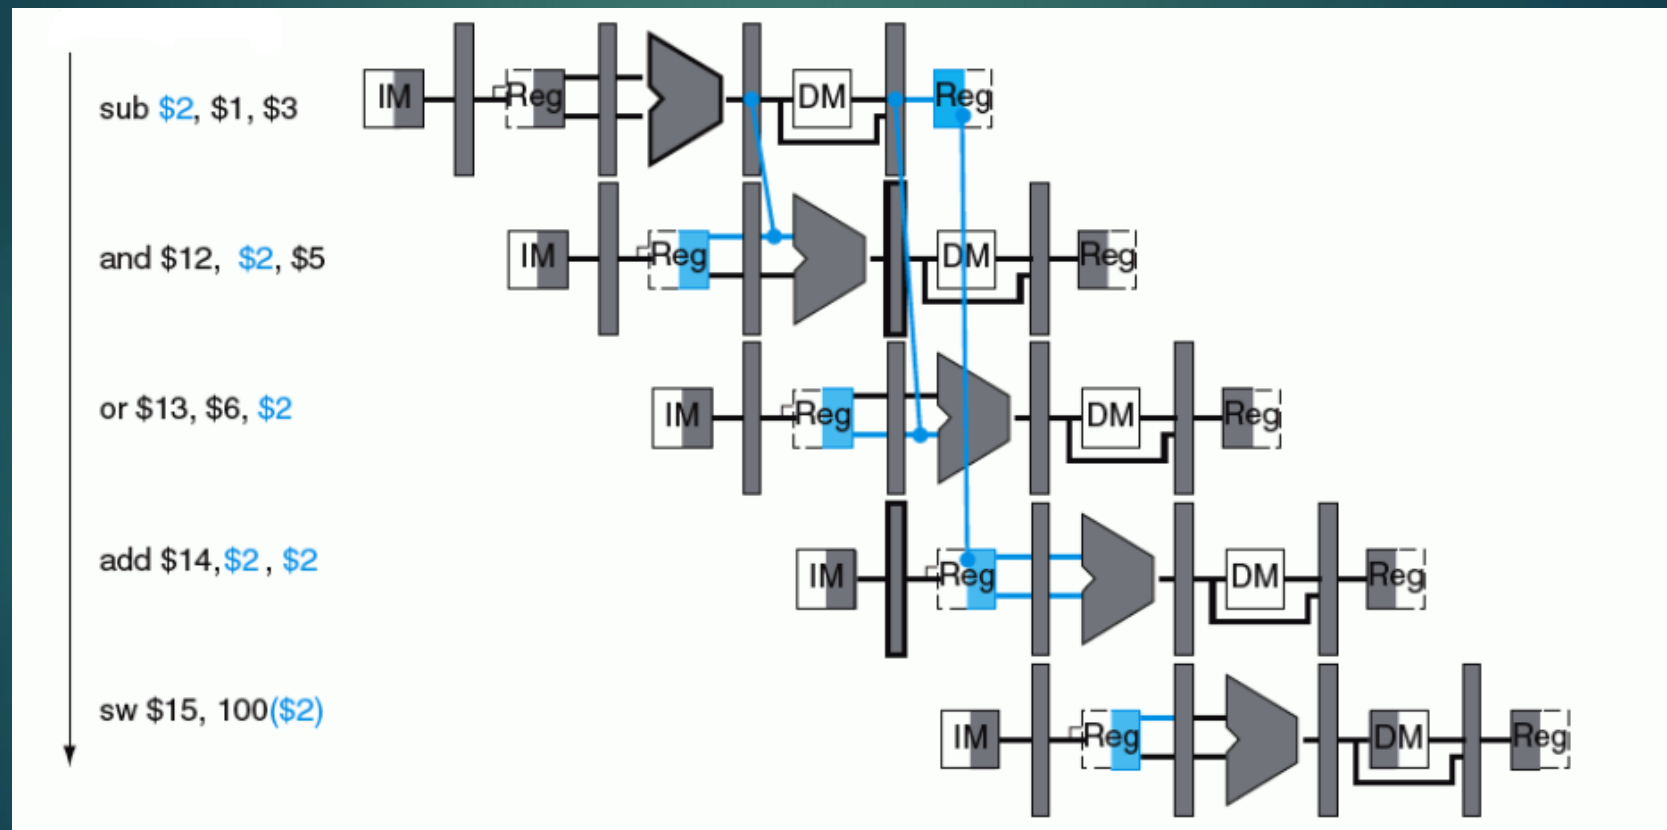 sub $2, $1, $3 IM Reg DM Reg
and $12, $2, $5 IM Reg DM Reg
or $13, $6, $2 IM Reg DM Reg
add $14,$2 , $2 IM Reg DM Reg
sw $15, 100($2) IM Reg DM Reg